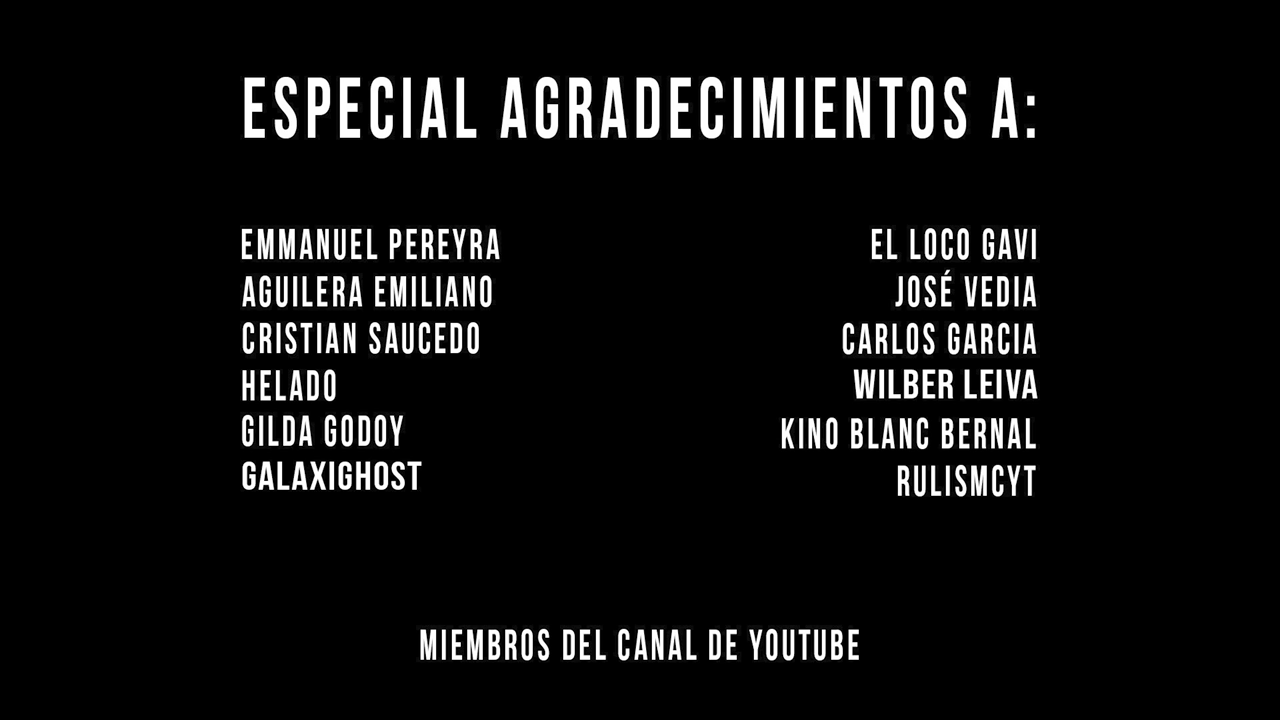 ESPECIAL AGRADECIMIENTOS A:
EMMANUEL PEREYRA
AGUILERA EMILIANO
CRISTIAN SAUCEDO
HELADO
GILDA GODOY
GALAXIGHOST
EL LOCO GAVI
JOSÉ VEDIA
CARLOS GARCIA
WILBER LEIVA
KINO BLANC BERNAL
RULISMCYT
MIEMBROS DEL CANAL DE YOUTUBE